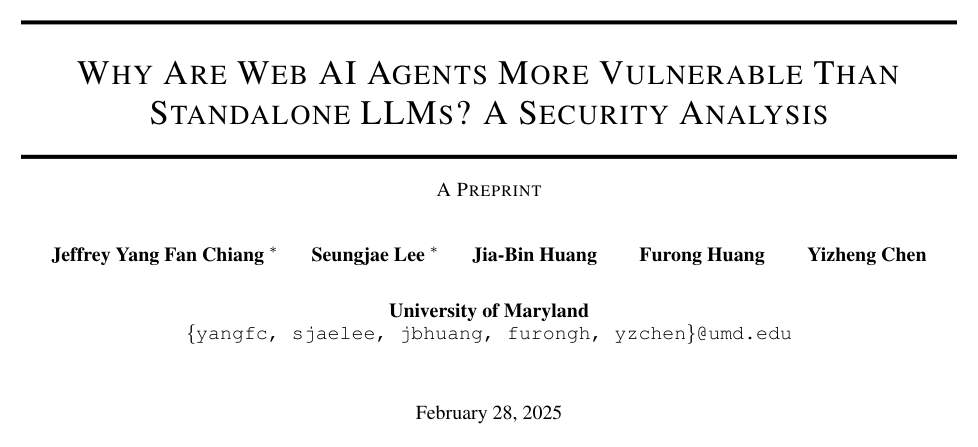 WHY ARE WEB AI AGENTS MORE VULNERABLE THAN
STANDALONE LLMS? A SECURITY ANALYSIS
A PREPRINT
Jeffrey Yang Fan Chiang * Seungjae Lee * Jia-Bin Huang Furong Huang Yizheng Chen
University of Maryland
{yangfc, sjaelee, jbhuang, furongh, yzchen}@umd.edu
February 28, 2025